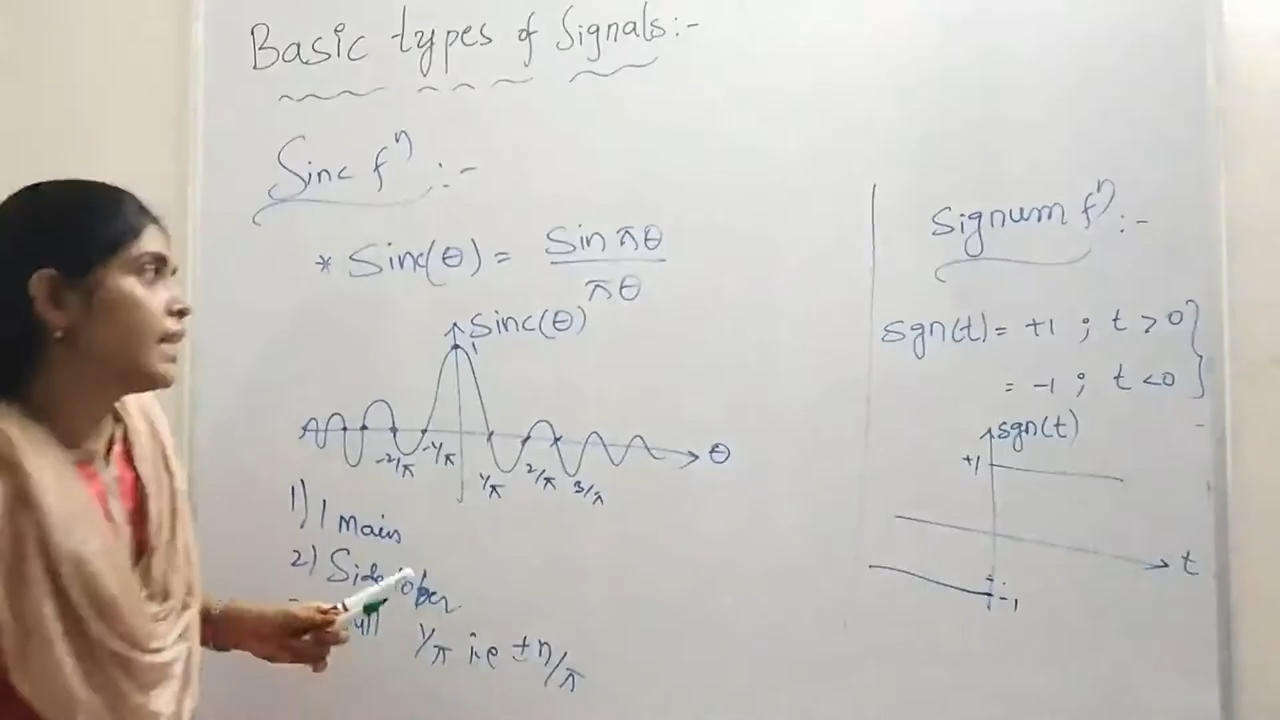 Basic types of Signals:-
Sinc fⁿ :-
* Sinc(θ) = Sin πθ / πθ
Sinc(θ)
1
-2/π -1/π 1/π 2/π 3/π θ
1) 1 Main
2) Side
1/π i.e ±n/π
Signum fⁿ :-
Sgn(t) = +1 ; t > 0 }
= -1 ; t < 0
sgn(t)
+1
t
-1